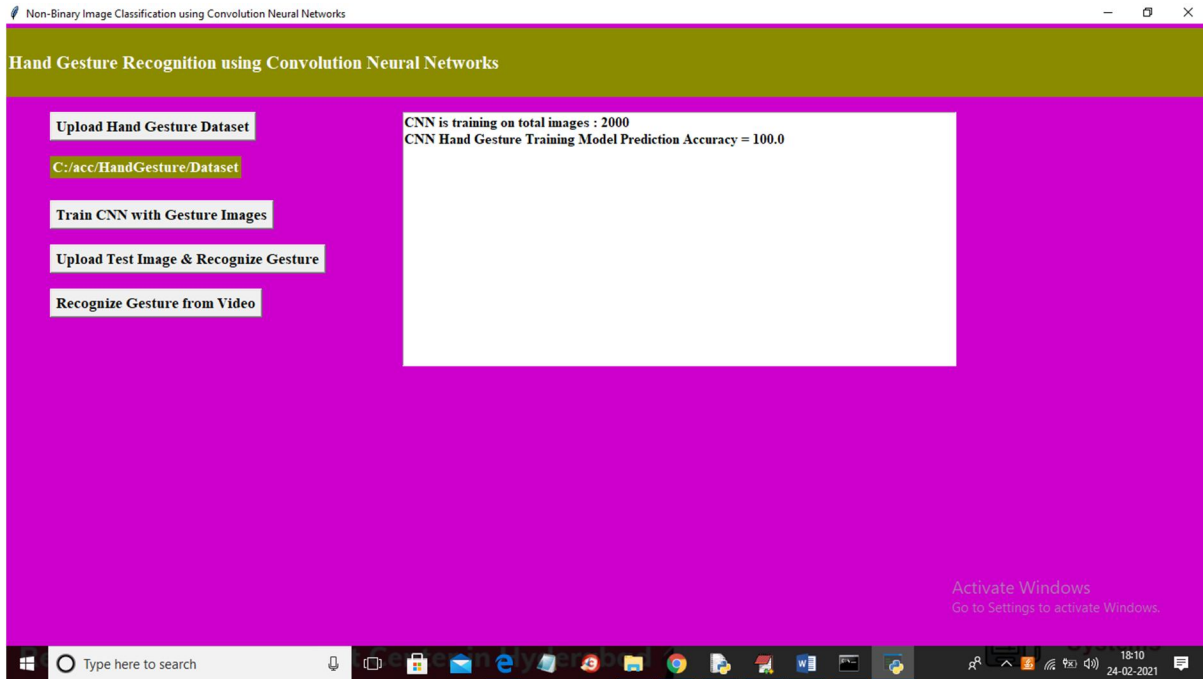 Non-Binary Image Classification using Convolution Neural Networks
Hand Gesture Recognition using Convolution Neural Networks
Upload Hand Gesture Dataset
C:/acc/HandGesture/Dataset
Train CNN with Gesture Images
Upload Test Image & Recognize Gesture
Recognize Gesture from Video
CNN is training on total images : 2000
CNN Hand Gesture Training Model Prediction Accuracy = 100.0
Activate Windows
Go to Settings to activate Windows.
Type here to search
18:10
24-02-2021